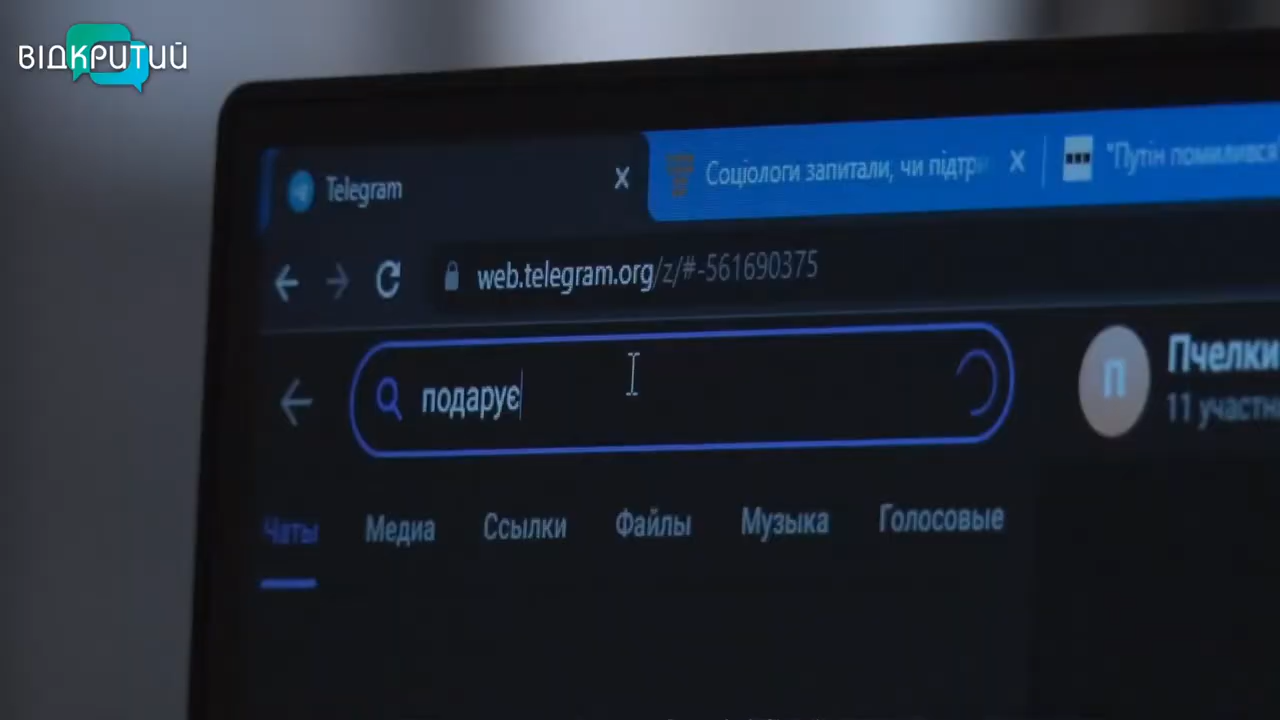 ВІДКРИТИЙ
Telegram
Соціологи запитали, чи підтри
"Путін помилився
web.telegram.org/z/#-561690375
подарує
П
Пчелки
11 участн
Чаты
Медиа
Ссылки
Файлы
Музыка
Голосовые